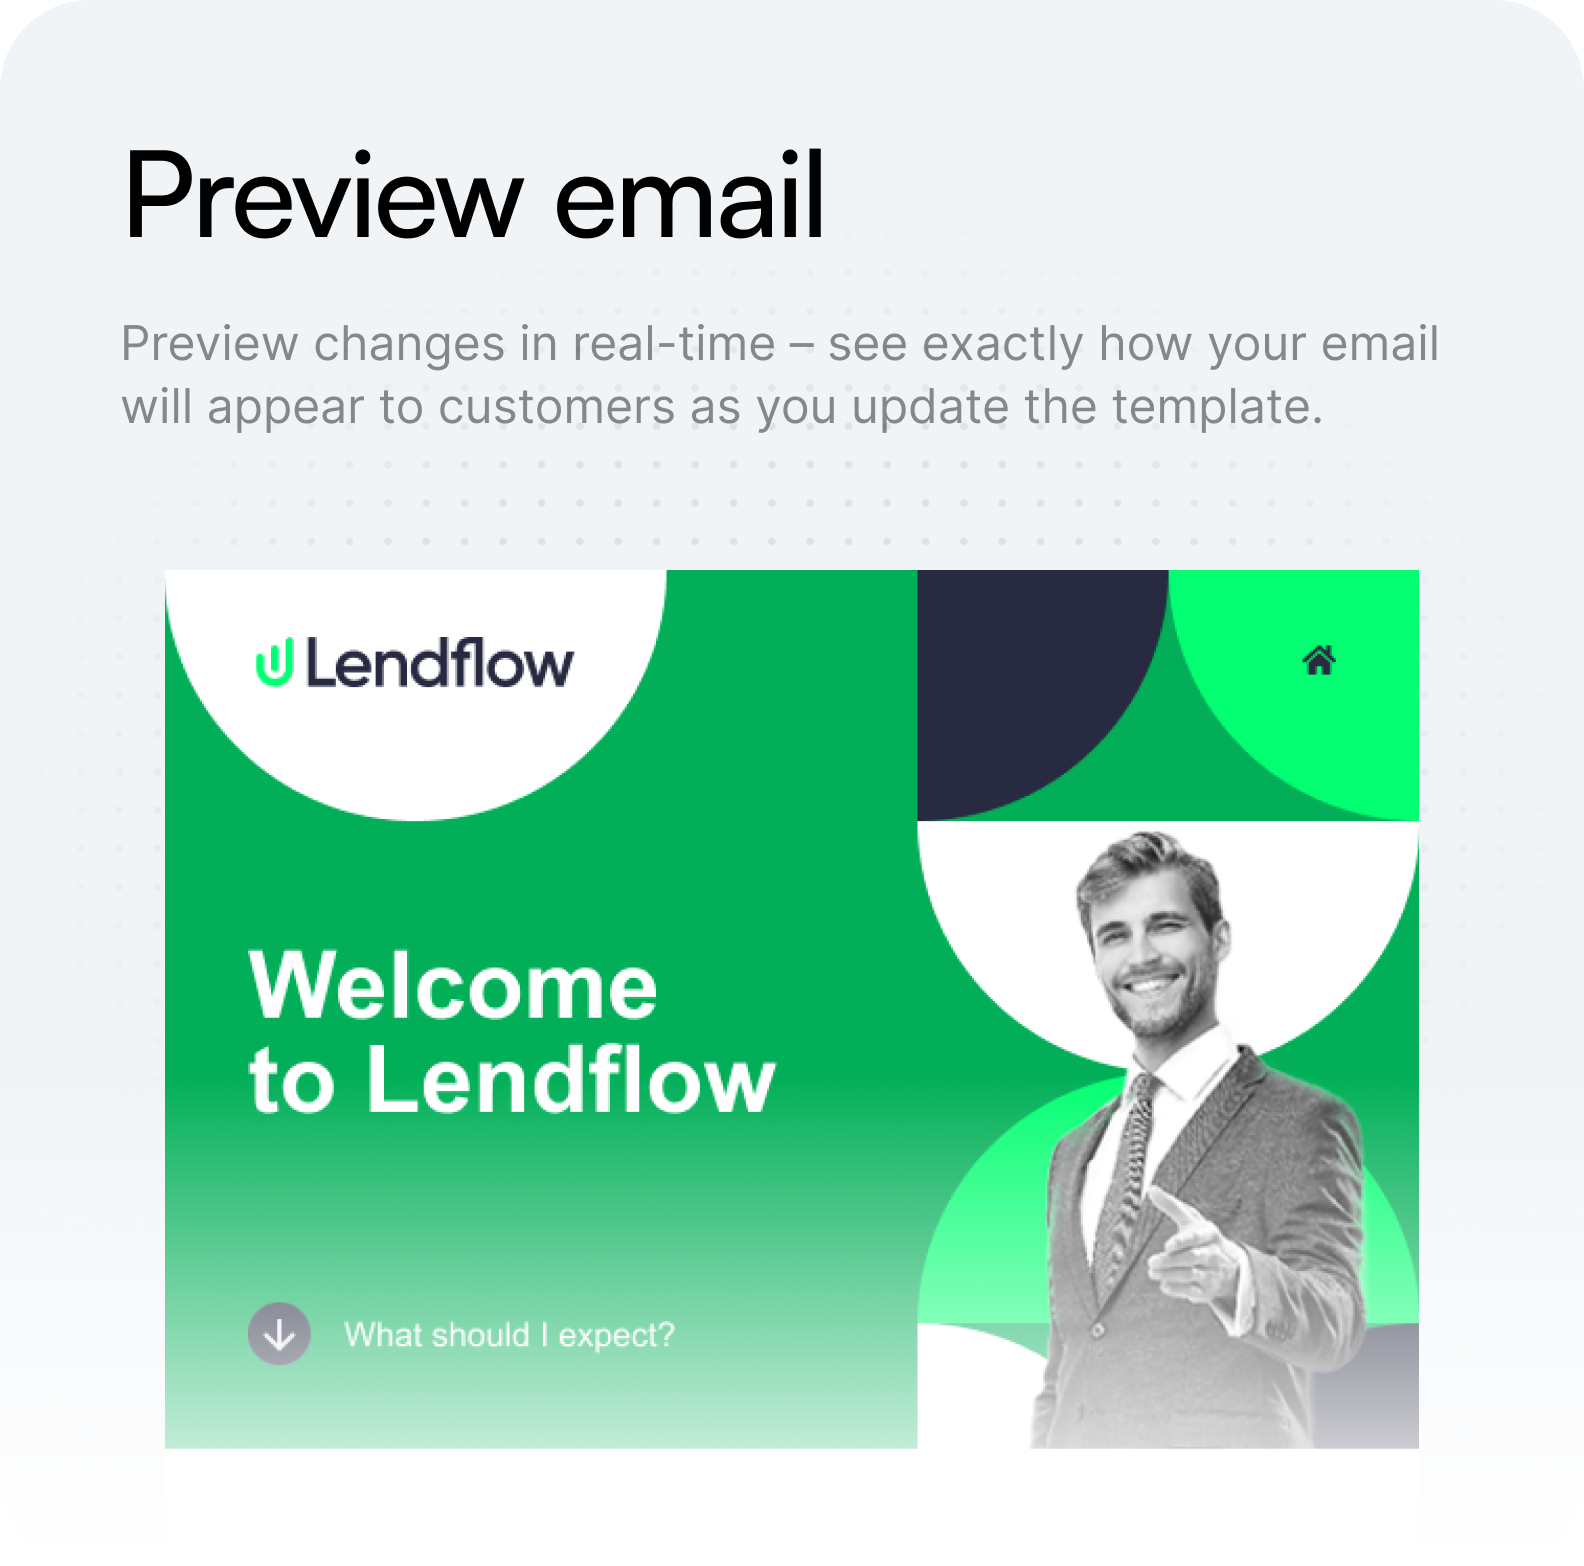 Preview email
Preview changes in real-time – see exactly how your email
will appear to customers as you update the template.
Lendflow
Welcome
to Lendflow
What should I expect?